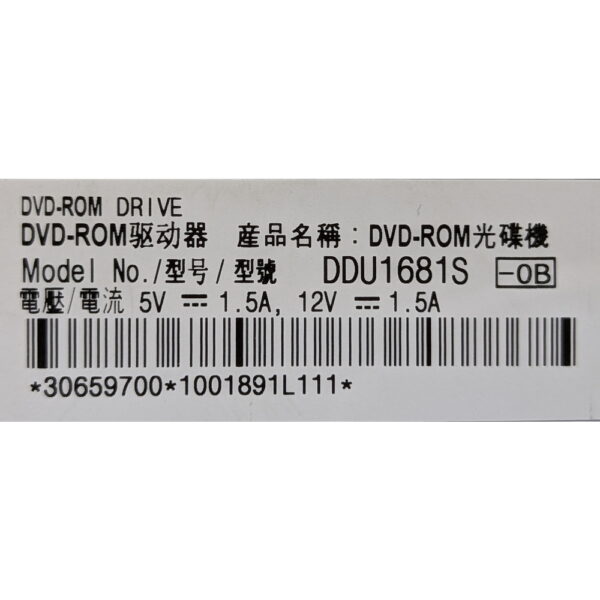 DVD-ROM DRIVE
DVD-ROM驱动器 產品名稱：DVD-ROM光碟機
Model No./型号/型號 DDU1681S -0B
電壓/電流 5V ⎓ 1.5A, 12V ⎓ 1.5A
*30659700*1001891L111*